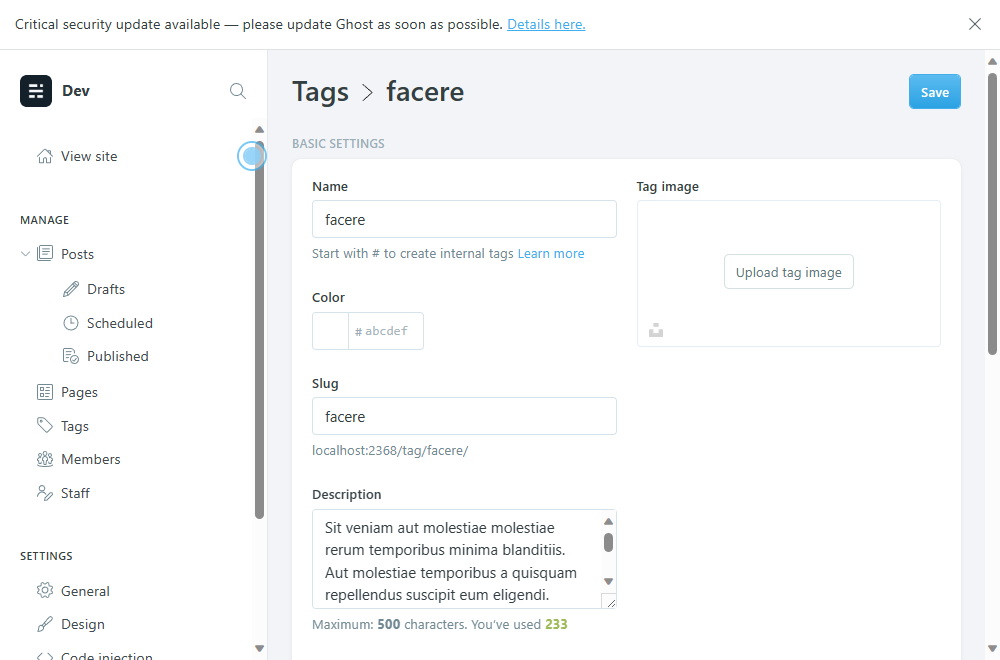 Critical security update available — please update Ghost as soon as possible. Details here.
Dev
View site
MANAGE
Posts
Drafts
Scheduled
Published
Pages
Tags
Members
Staff
SETTINGS
General
Design
Code injection
Tags > facere
Save
BASIC SETTINGS
Name
facere
Start with # to create internal tags Learn more
Color
# abcdef
Slug
facere
localhost:2368/tag/facere/
Description
Sit veniam aut molestiae molestiae
rerum temporibus minima blanditiis.
Aut molestiae temporibus a quisquam
repellendus suscipit eum eligendi.
Maximum: 500 characters. You've used 233
Tag image
Upload tag image